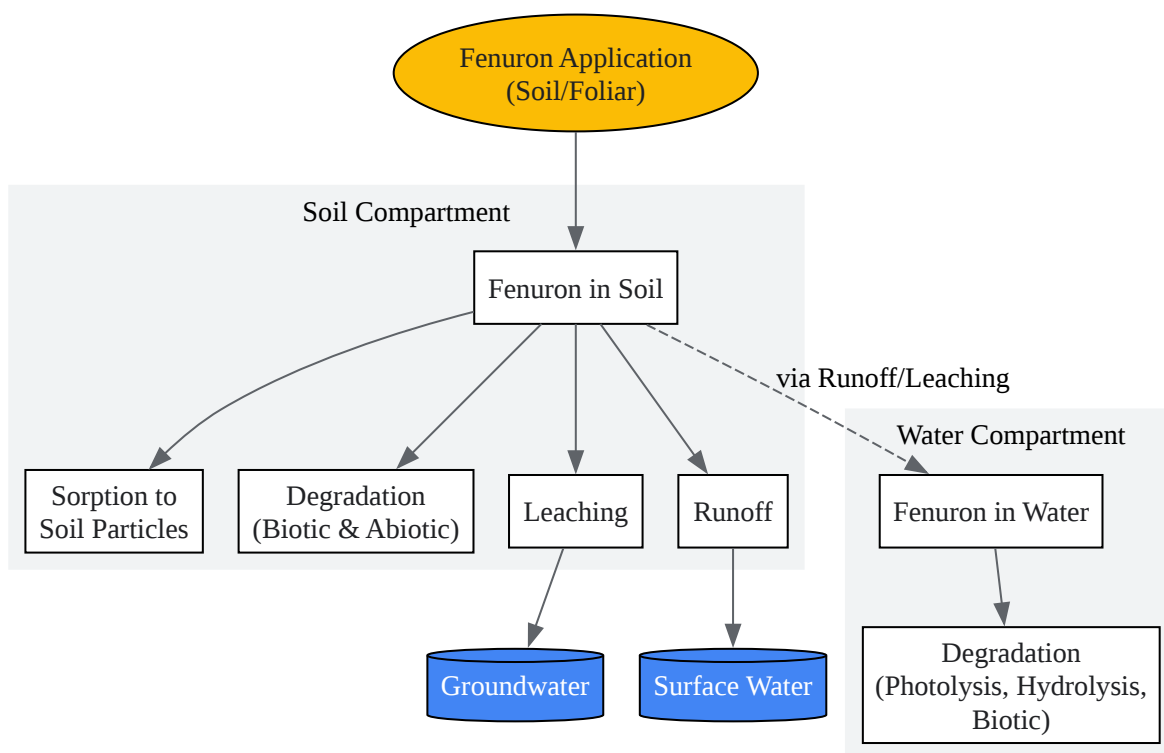 Fenuron Application
(Soil/Foliar)
Soil Compartment
Fenuron in Soil
via Runoff/Leaching
Water Compartment
Sorption to
Soil Particles
Degradation
(Biotic & Abiotic)
Leaching
Runoff
Fenuron in Water
Groundwater
Surface Water
Degradation
(Photolysis, Hydrolysis,
Biotic)